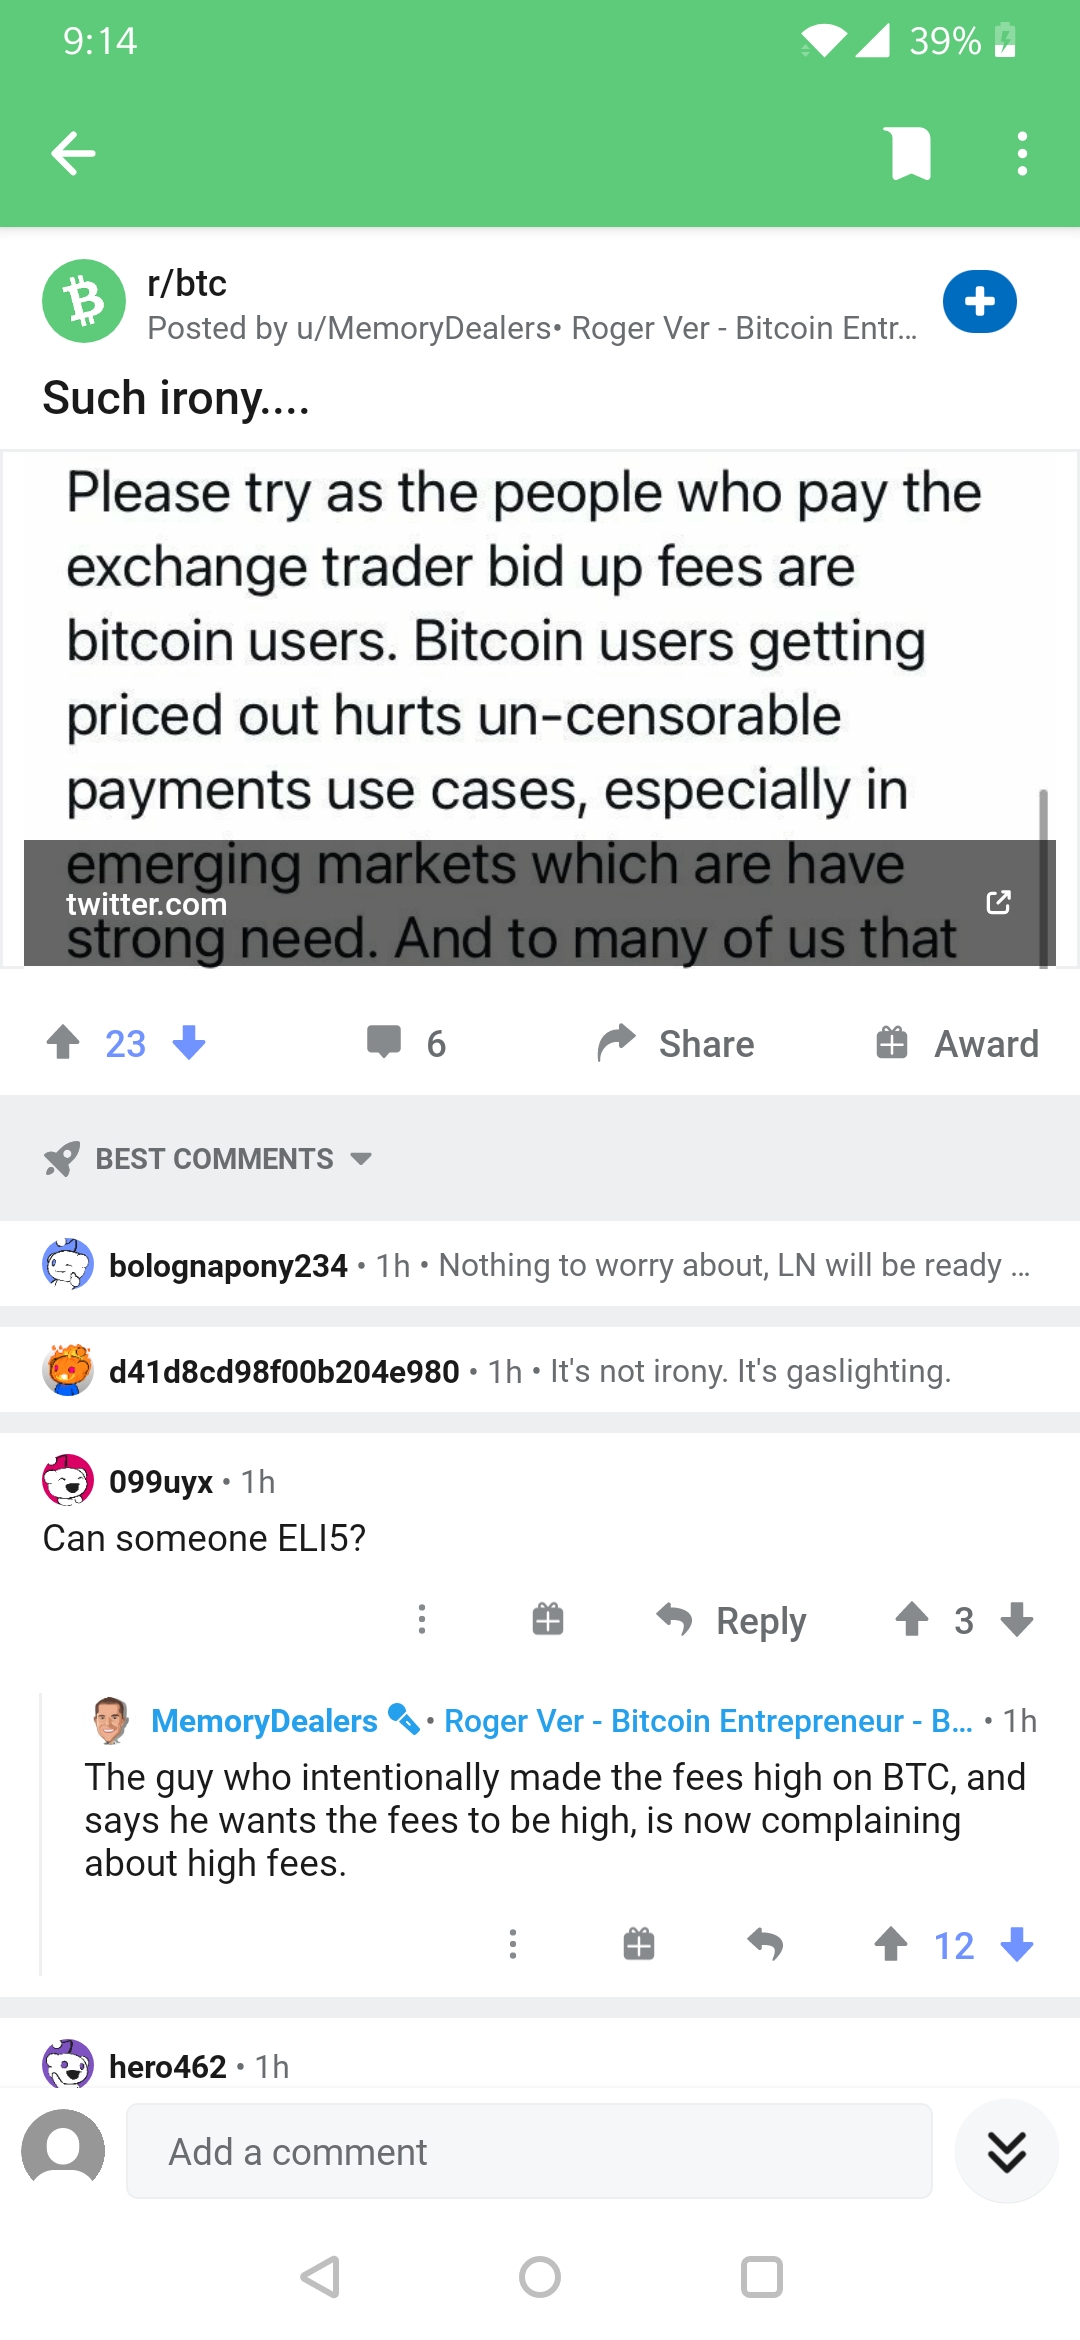 9:14
39%
r/btc
Posted by u/MemoryDealers• Roger Ver - Bitcoin Entr...
Such irony....
Please try as the people who pay the
exchange trader bid up fees are
bitcoin users. Bitcoin users getting
priced out hurts un-censorable
payments use cases, especially in
emerging markets which are have
twitter.com
strong need. And to many of us that
23
6
Share
Award
BEST COMMENTS
bolognapony234 • 1h • Nothing to worry about, LN will be ready ...
d41d8cd98f00b204e980 • 1h • It's not irony. It's gaslighting.
099uyx • 1h
Can someone ELI5?
Reply
3
MemoryDealers • Roger Ver - Bitcoin Entrepreneur - B... • 1h
The guy who intentionally made the fees high on BTC, and
says he wants the fees to be high, is now complaining
about high fees.
12
hero462 • 1h
Add a comment